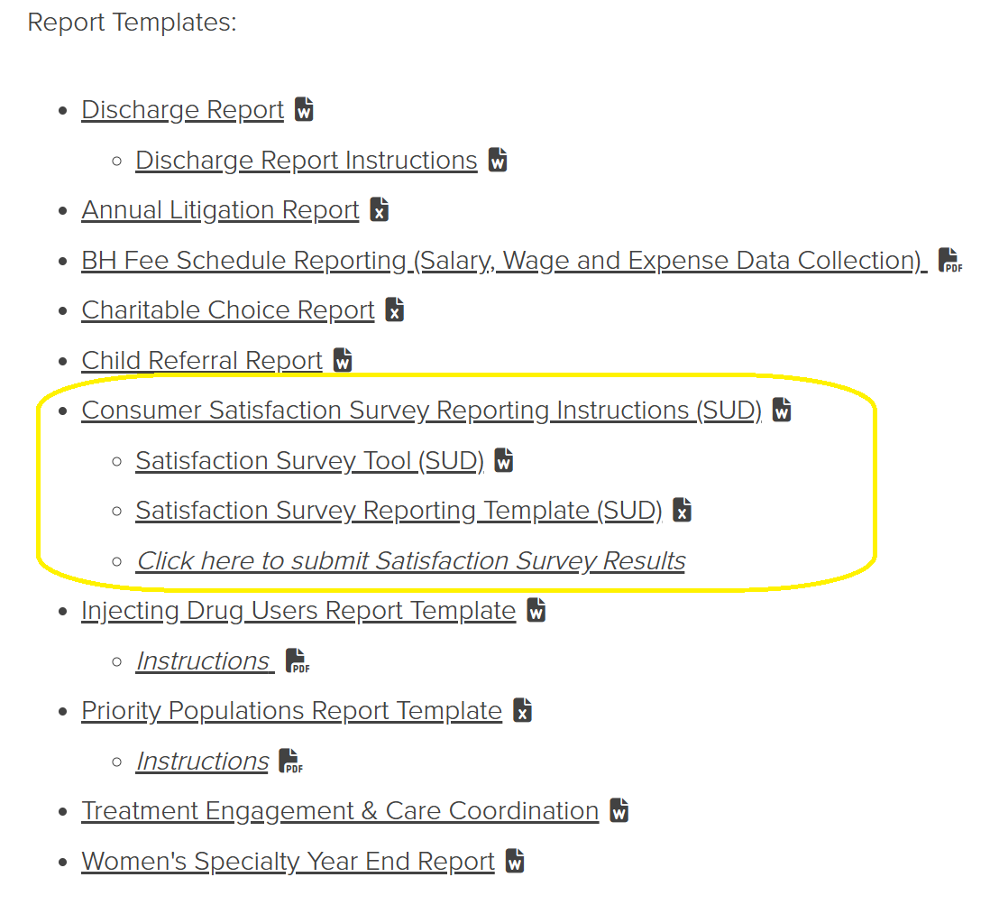 Report Templates:
Discharge Report W
Discharge Report Instructions W
Annual Litigation Report X
BH Fee Schedule Reporting (Salary, Wage and Expense Data Collection) PDF
Charitable Choice Report X
Child Referral Report W
Consumer Satisfaction Survey Reporting Instructions (SUD) W
Satisfaction Survey Tool (SUD) W
Satisfaction Survey Reporting Template (SUD) X
Click here to submit Satisfaction Survey Results
Injecting Drug Users Report Template W
Instructions PDF
Priority Populations Report Template X
Instructions PDF
Treatment Engagement & Care Coordination W
Women's Specialty Year End Report W